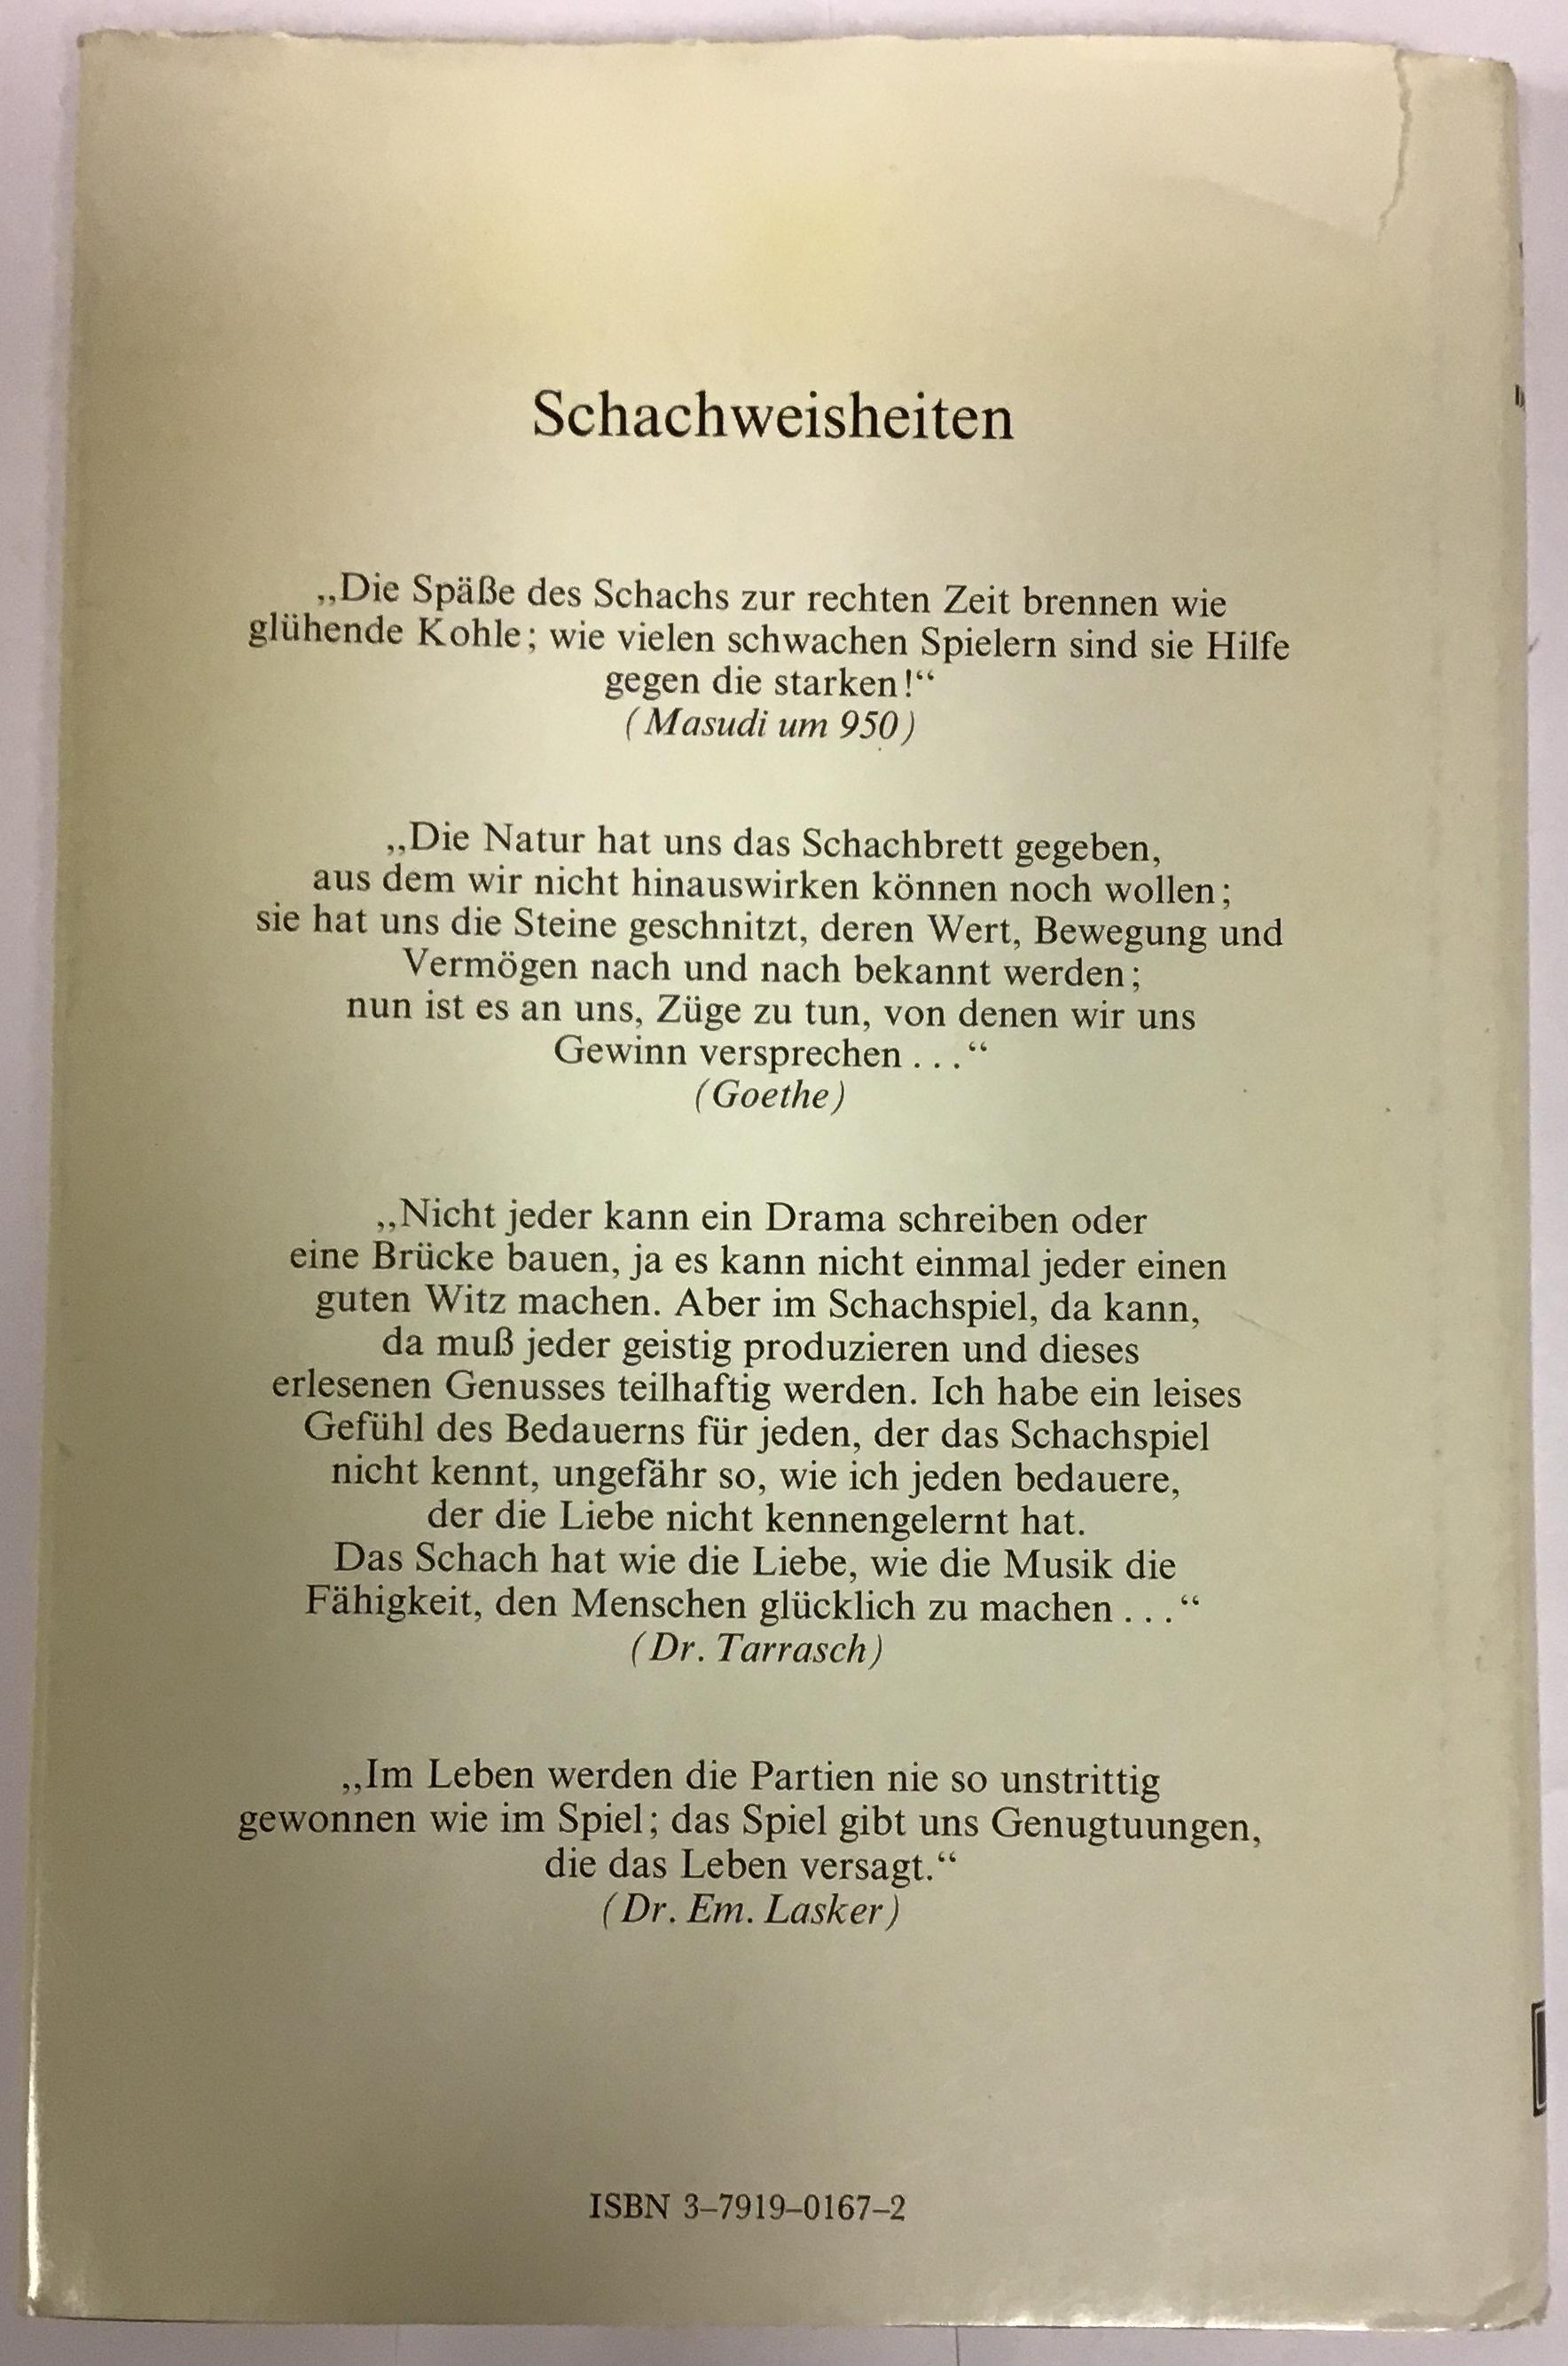 Schachweisheiten
„Die Späße des Schachs zur rechten Zeit brennen wie
glühende Kohle; wie vielen schwachen Spielern sind sie Hilfe
gegen die starken!“
(Masudi um 950)
„Die Natur hat uns das Schachbrett gegeben,
aus dem wir nicht hinauswirken können noch wollen;
sie hat uns die Steine geschnitzt, deren Wert, Bewegung und
Vermögen nach und nach bekannt werden;
nun ist es an uns, Züge zu tun, von denen wir uns
Gewinn versprechen . . .“
(Goethe)
„Nicht jeder kann ein Drama schreiben oder
eine Brücke bauen, ja es kann nicht einmal jeder einen
guten Witz machen. Aber im Schachspiel, da kann,
da muß jeder geistig produzieren und dieses
erlesenen Genusses teilhaftig werden. Ich habe ein leises
Gefühl des Bedauerns für jeden, der das Schachspiel
nicht kennt, ungefähr so, wie ich jeden bedauere,
der die Liebe nicht kennengelernt hat.
Das Schach hat wie die Liebe, wie die Musik die
Fähigkeit, den Menschen glücklich zu machen . . .“
(Dr. Tarrasch)
„Im Leben werden die Partien nie so unstrittig
gewonnen wie im Spiel; das Spiel gibt uns Genugtuungen,
die das Leben versagt.“
(Dr. Em. Lasker)
ISBN 3–7919–0167–2